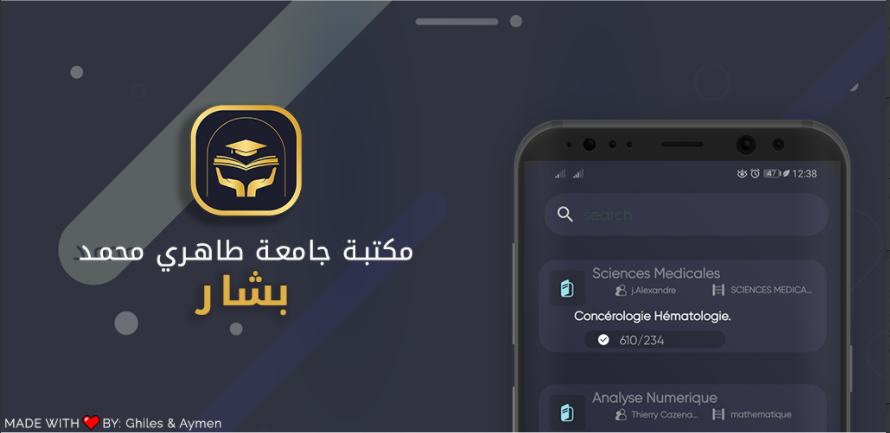 مكتبة جامعة طاهري محمد
بشار
47
12:38
search
Sciences Medicales
j.Alexandre
SCIENCES MEDICA...
Concérologie Hématologie.
610/234
Analyse Numerique
Thierry Cazena...
mathematique
MADE WITH ❤ BY: Ghiles & Aymen